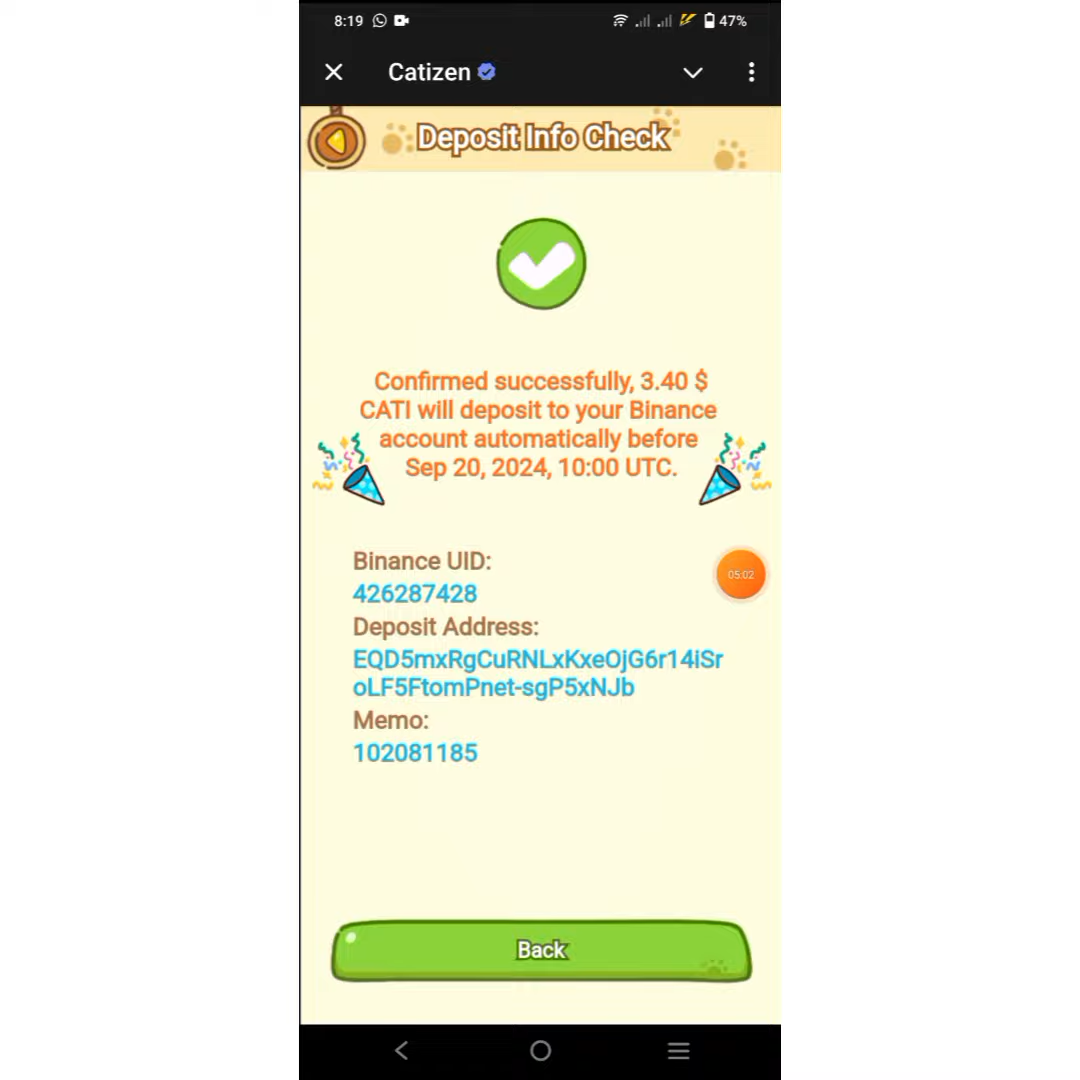 8:19 47%
Catizen
Deposit Info Check
Confirmed successfully, 3.40 $
CATI will deposit to your Binance
account automatically before
Sep 20, 2024, 10:00 UTC.
Binance UID:
426287428
05:02
Deposit Address:
EQD5mxRgCuRNLxKxeOjG6r14iSr
oLF5FtomPnet-sgP5xNJb
Memo:
102081185
Back